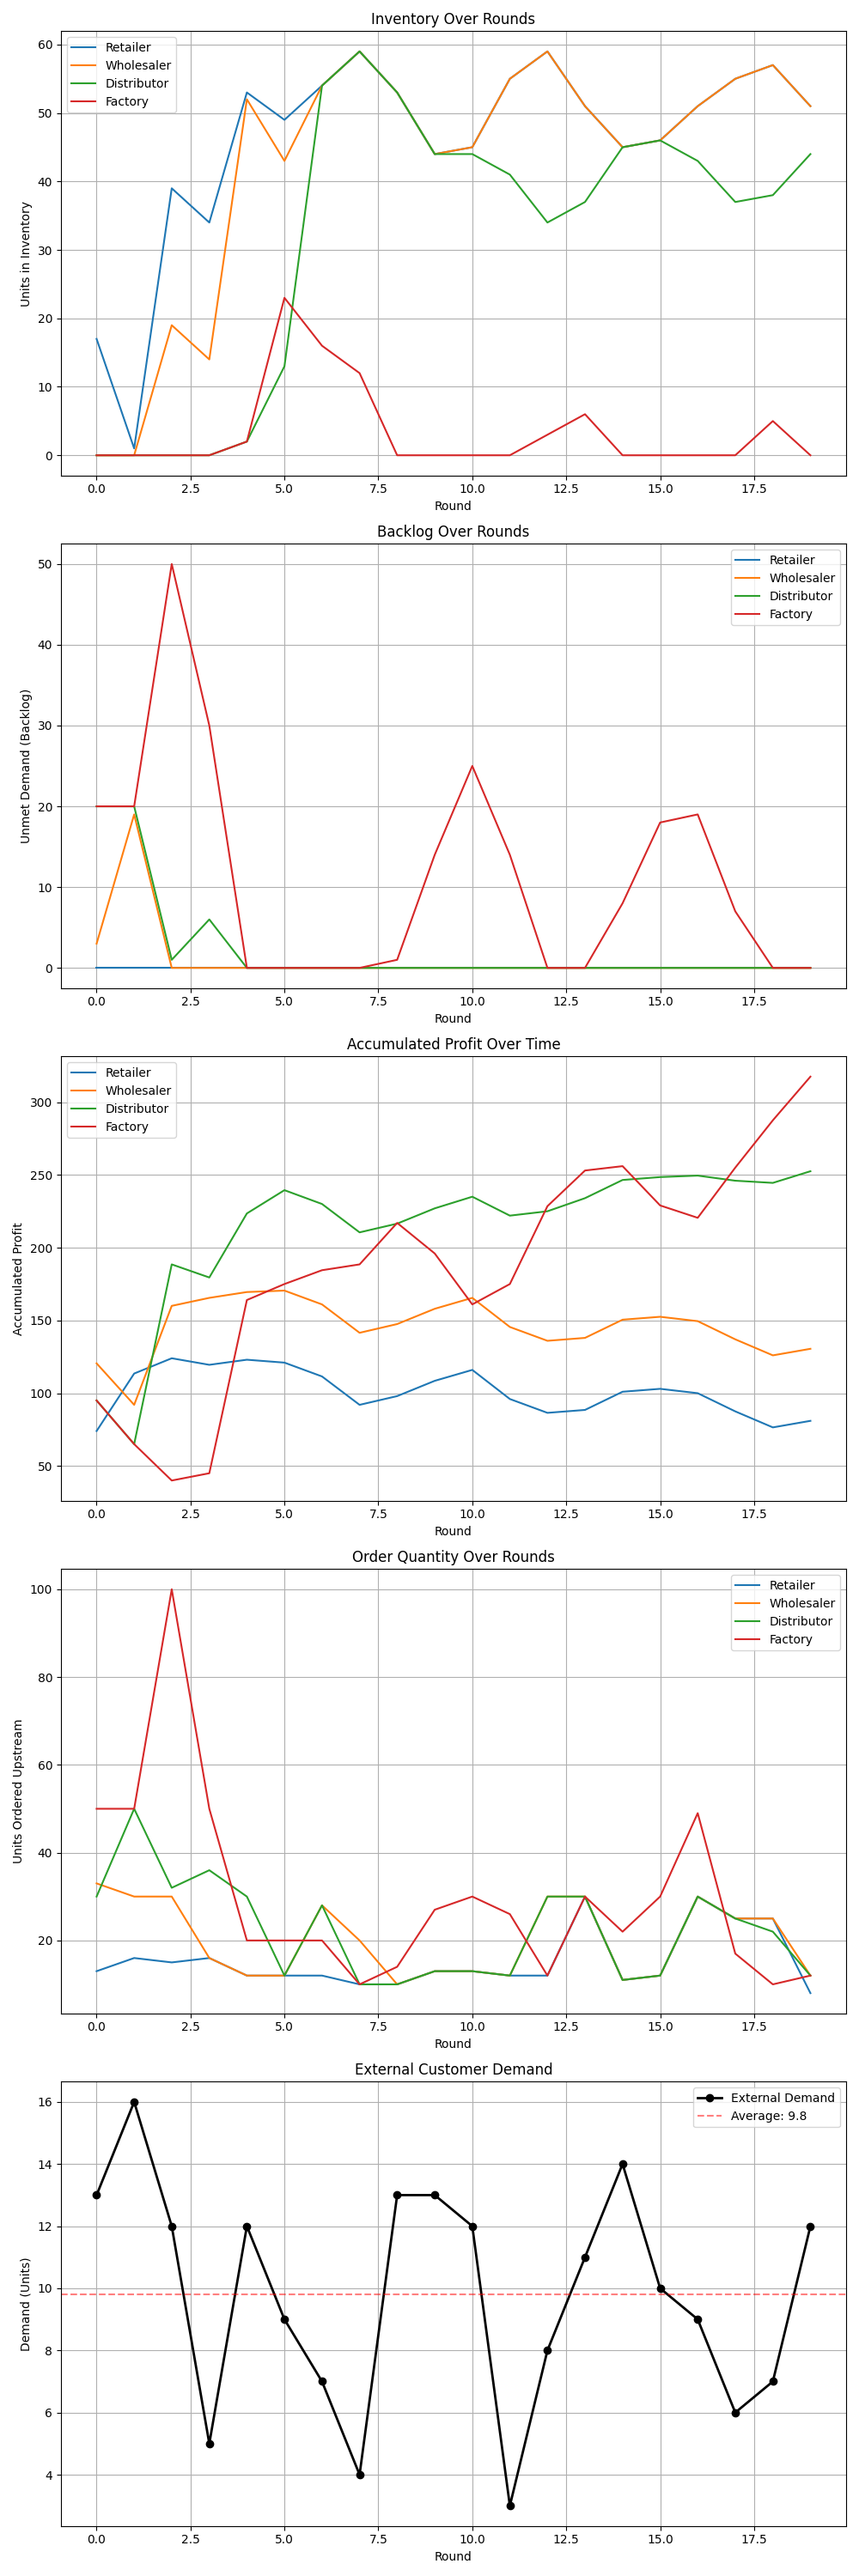 Inventory Over Rounds
Retailer
Wholesaler
Distributor
Factory
Units in Inventory
60
50
40
30
20
10
0
0.0 2.5 5.0 7.5 10.0 12.5 15.0 17.5
Round
Backlog Over Rounds
Retailer
Wholesaler
Distributor
Factory
Unmet Demand (Backlog)
50
40
30
20
10
0
0.0 2.5 5.0 7.5 10.0 12.5 15.0 17.5
Round
Accumulated Profit Over Time
Retailer
Wholesaler
Distributor
Factory
Accumulated Profit
300
250
200
150
100
50
0.0 2.5 5.0 7.5 10.0 12.5 15.0 17.5
Round
Order Quantity Over Rounds
Retailer
Wholesaler
Distributor
Factory
Units Ordered Upstream
100
80
60
40
20
0.0 2.5 5.0 7.5 10.0 12.5 15.0 17.5
Round
External Customer Demand
External Demand
Average: 9.8
Demand (Units)
16
14
12
10
8
6
4
0.0 2.5 5.0 7.5 10.0 12.5 15.0 17.5
Round